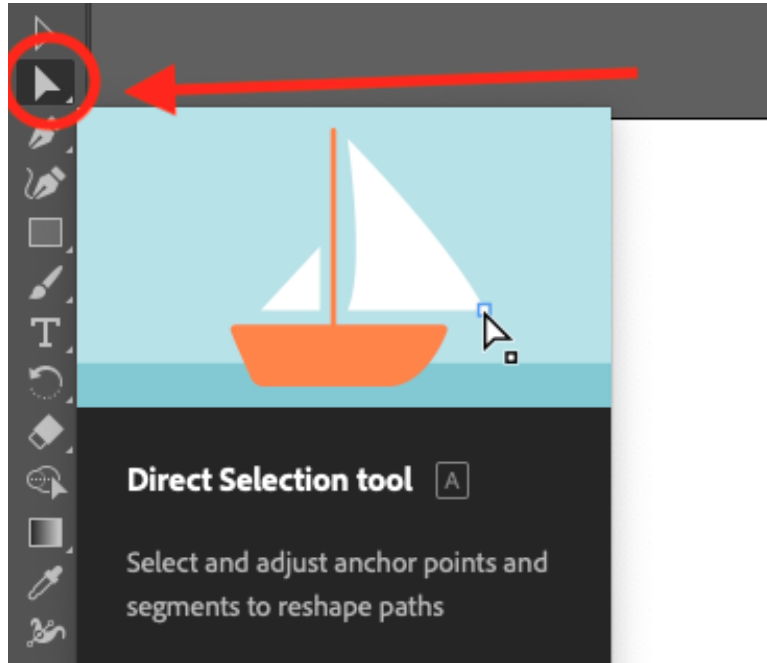 Direct Selection tool A
Select and adjust anchor points and
segments to reshape paths